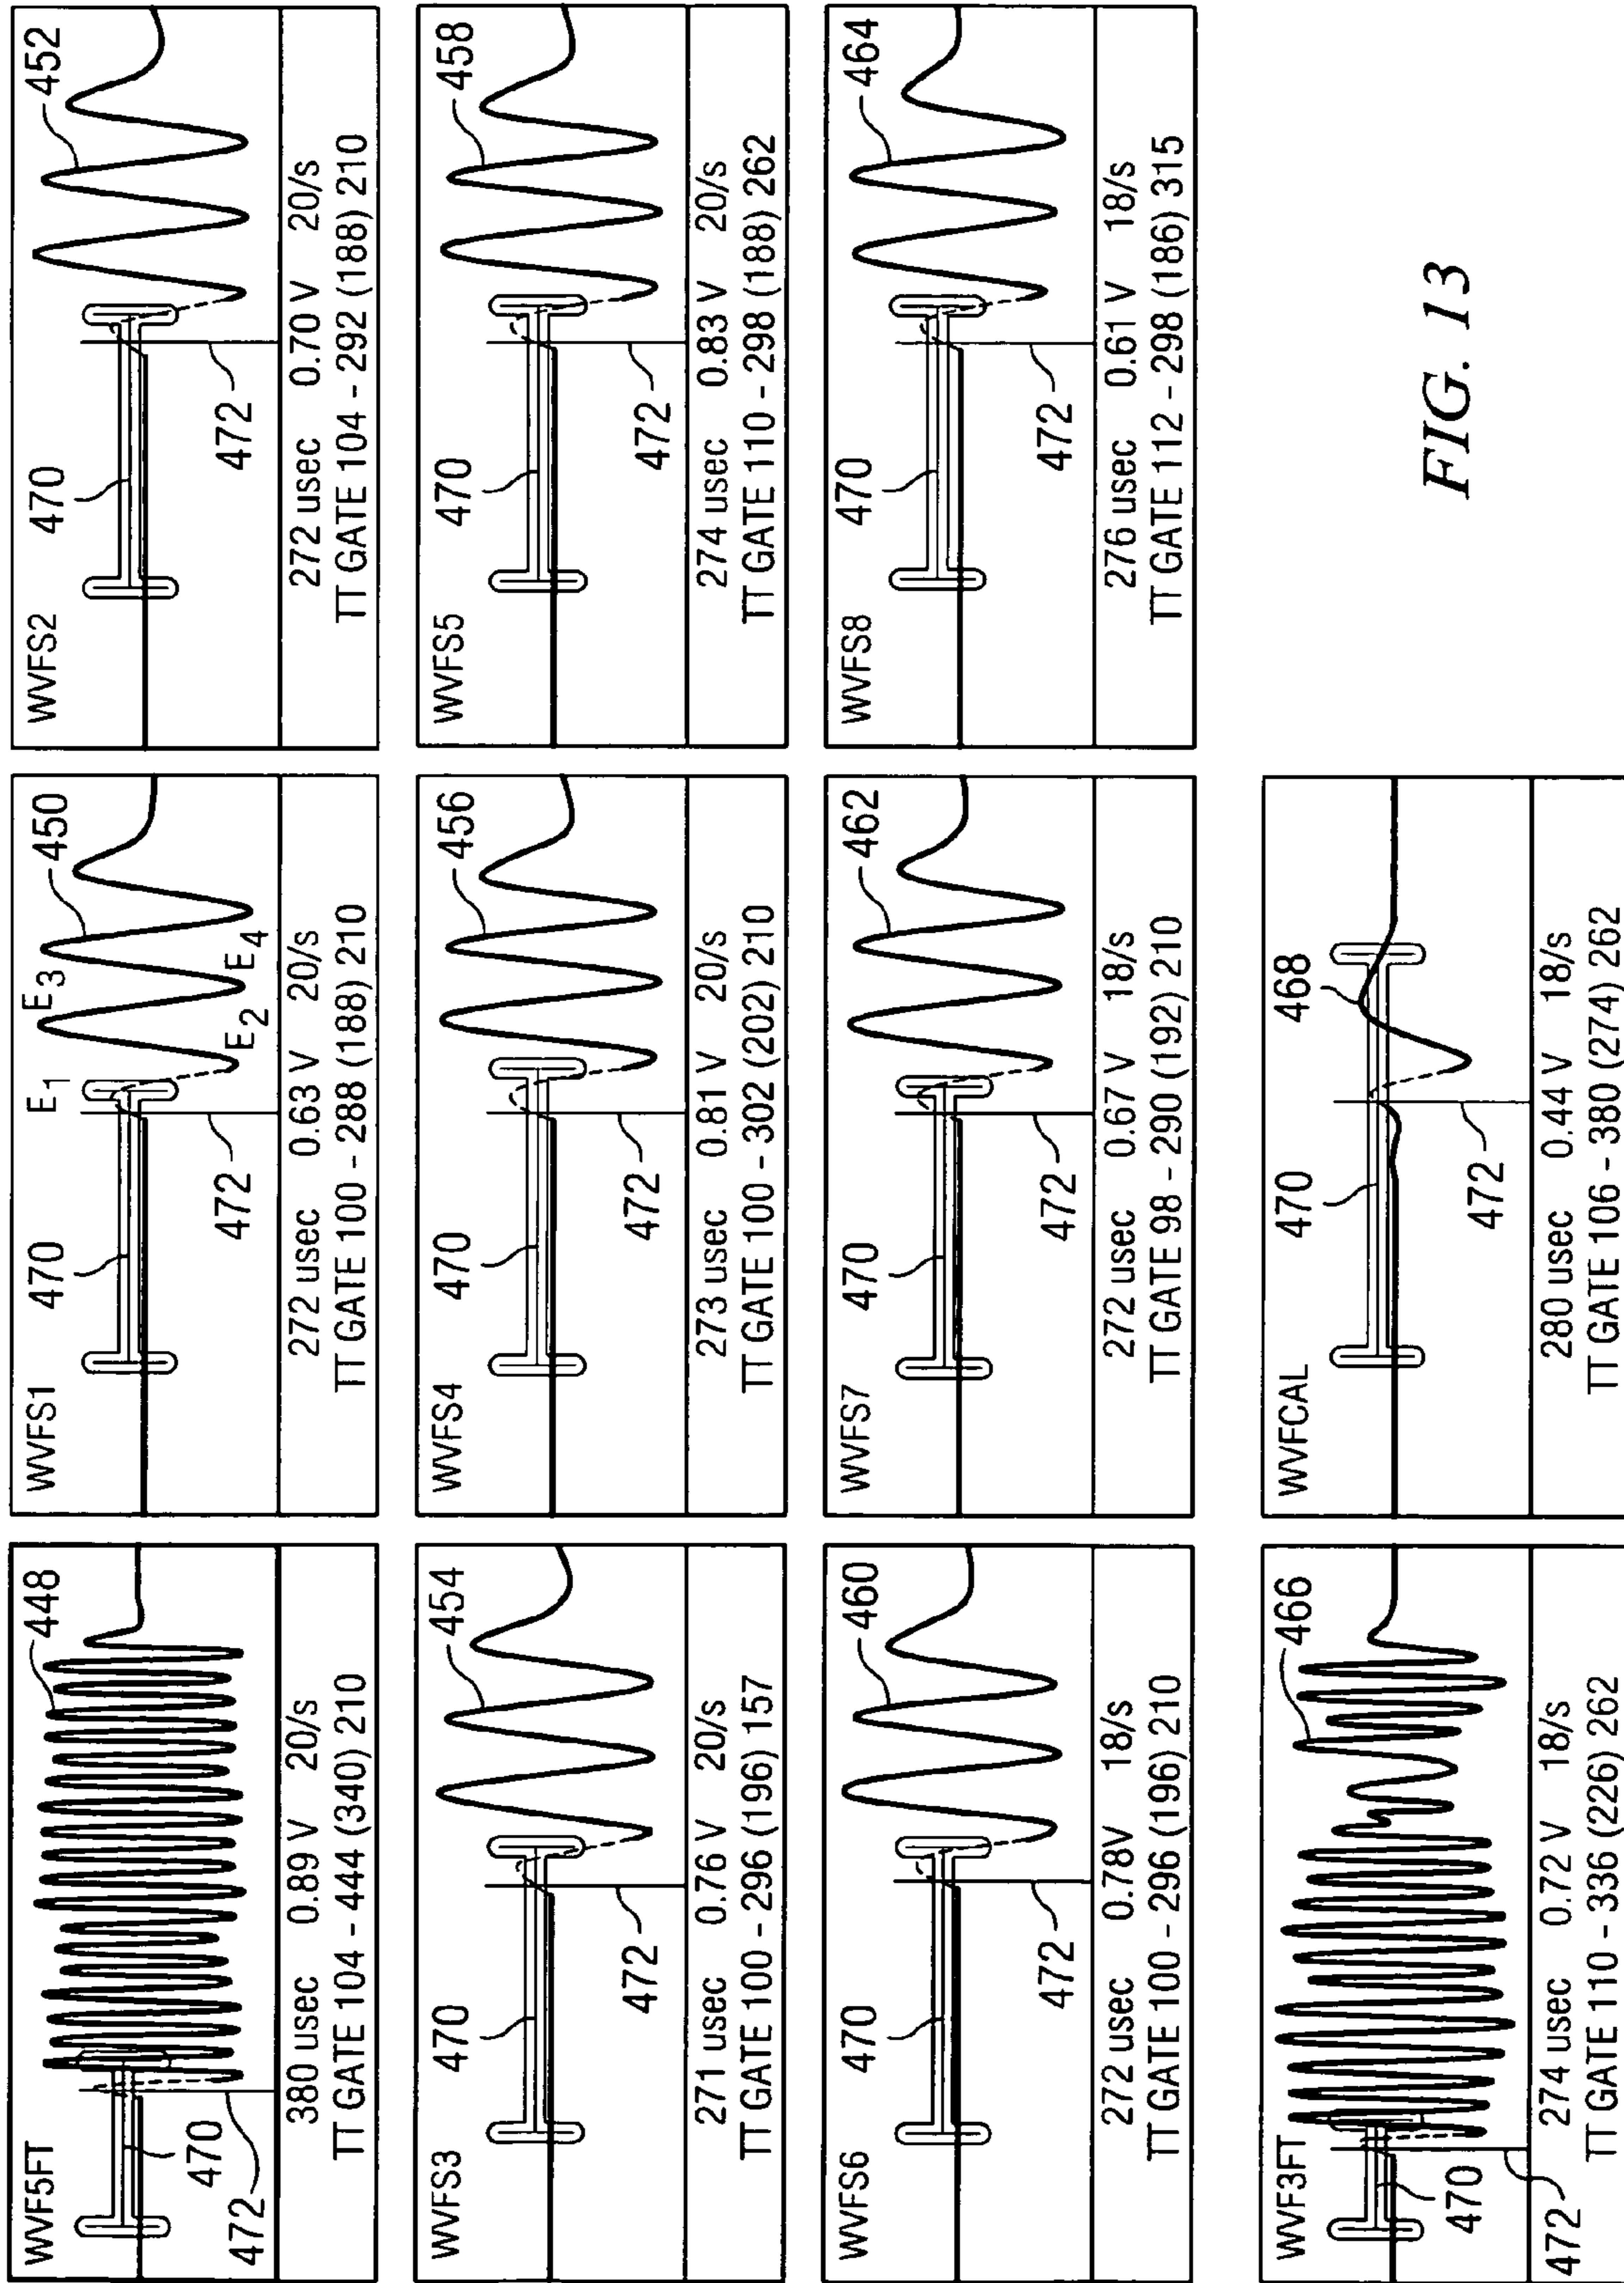 WVF5FT
448
470
472
380 usec 0.89 V 20/s
TT GATE 104 - 444 (340) 210
WVFS1
470
E1
E3
450
E2
E4
472
272 usec 0.63 V 20/s
TT GATE 100 - 288 (188) 210
WVFS2
470
452
472
272 usec 0.70 V 20/s
TT GATE 104 - 292 (188) 210
WVFS3
470
454
472
271 usec 0.76 V 20/s
TT GATE 100 - 296 (196) 157
WVFS4
470
456
472
273 usec 0.81 V 20/s
TT GATE 100 - 302 (202) 210
WVFS5
470
458
472
274 usec 0.83 V 20/s
TT GATE 110 - 298 (188) 262
WVFS6
470
460
472
272 usec 0.78V 18/s
TT GATE 100 - 296 (196) 210
WVFS7
470
462
472
272 usec 0.67 V 18/s
TT GATE 98 - 290 (192) 210
WVFS8
470
464
472
276 usec 0.61 V 18/s
TT GATE 112 - 298 (186) 315
WVF3FT
466
470
472
274 usec 0.72 V 18/s
TT GATE 110 - 336 (226) 262
WVFCAL
470
468
472
280 usec 0.44 V 18/s
TT GATE 106 - 380 (274) 262
FIG. 13